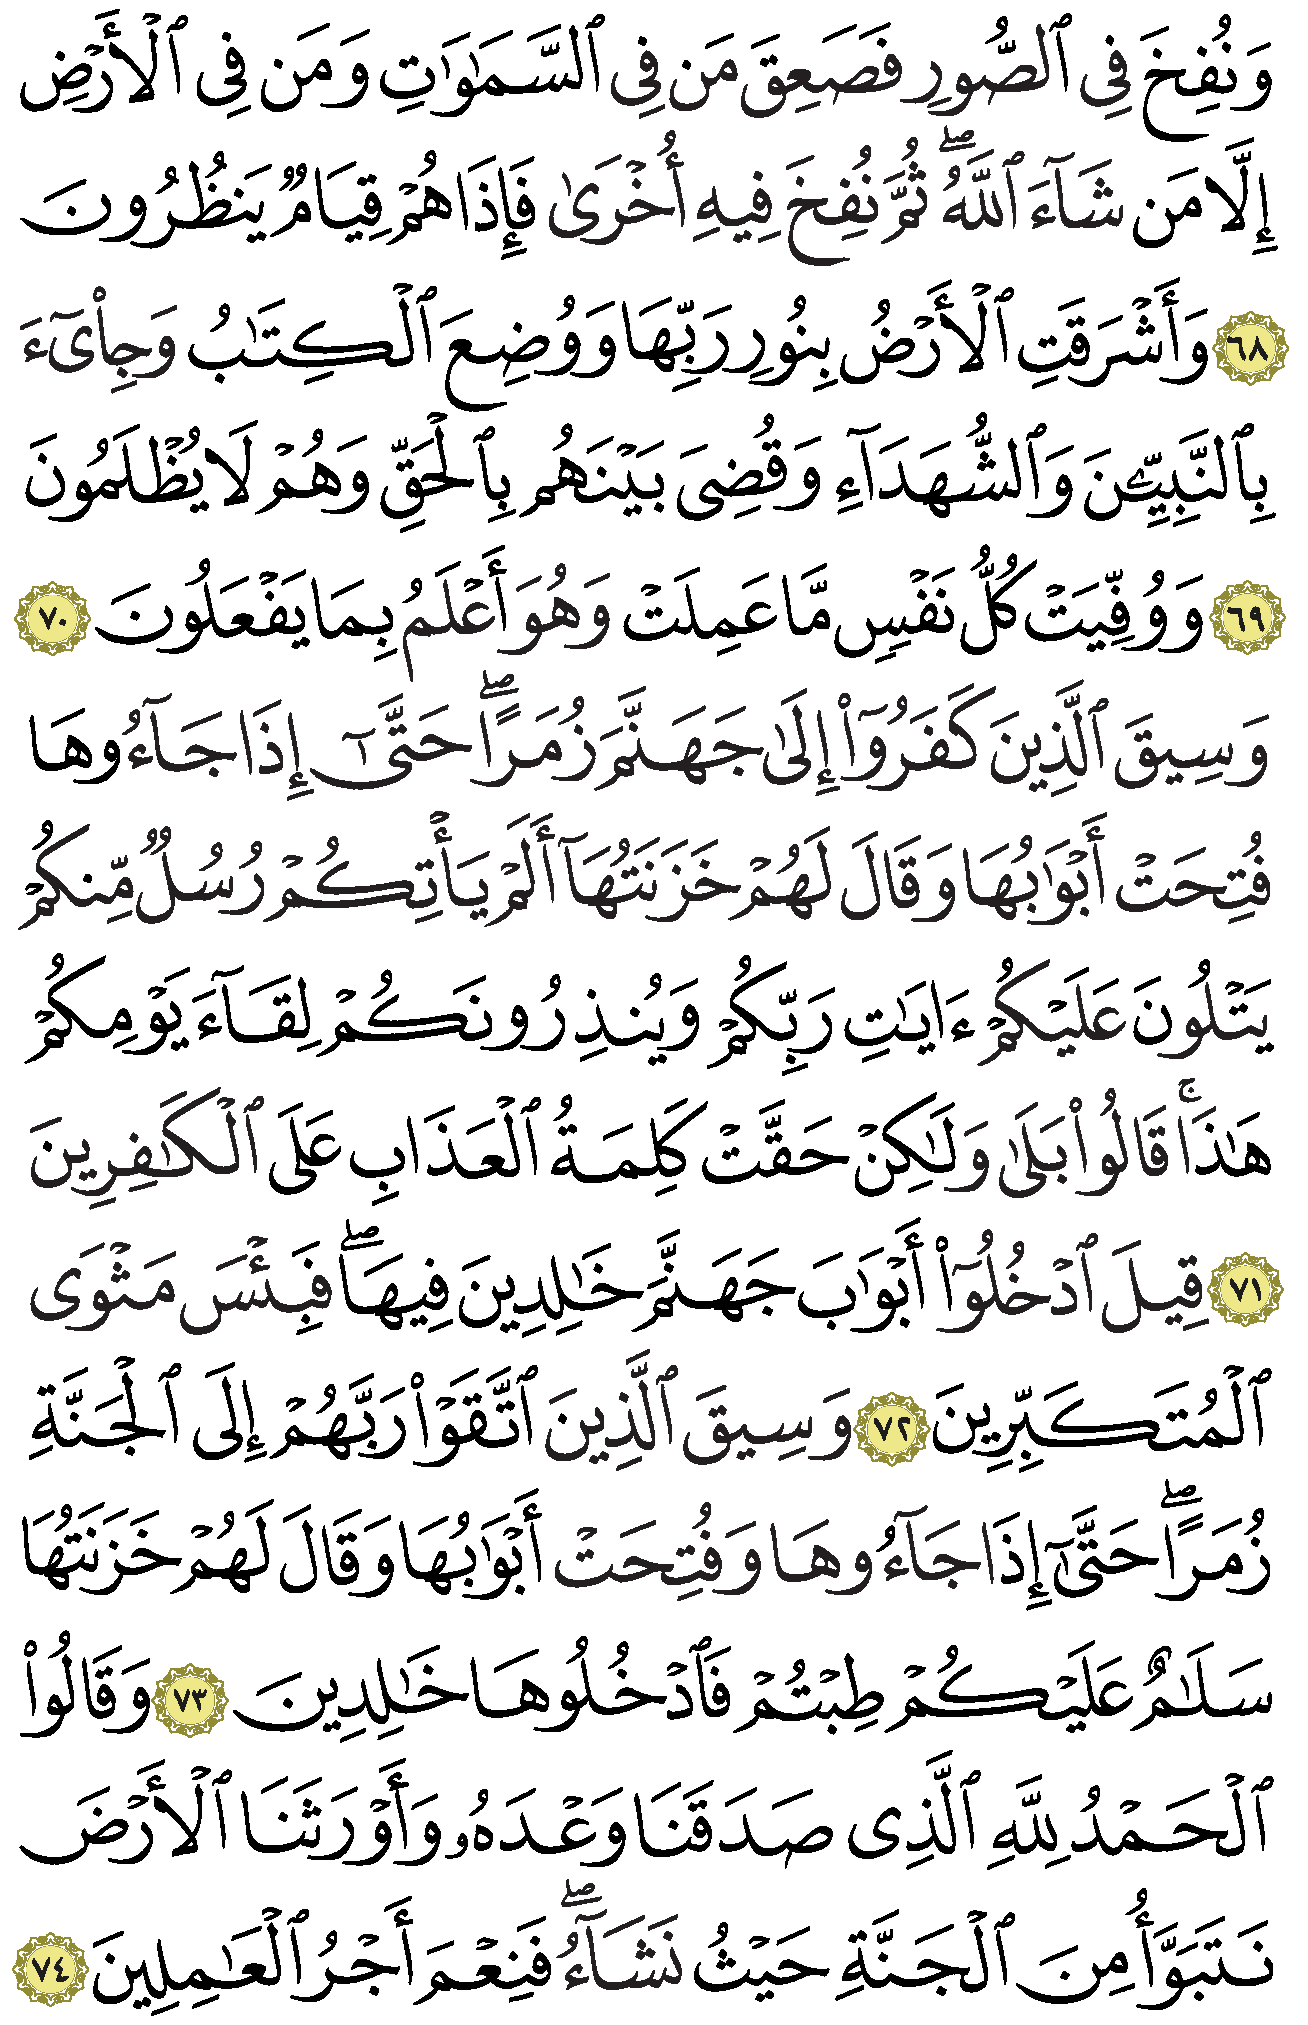 وَنُفِخَ فِى ٱلصُّورِ فَصَعِقَ مَن فِى ٱلسَّمَٰوَٰتِ وَمَن فِى ٱلْأَرْضِ
إِلَّا مَن شَآءَ ٱللَّهُ ۖ ثُمَّ نُفِخَ فِيهِ أُخْرَىٰ فَإِذَا هُمْ قِيَامٌ يَنظُرُونَ
٦٨ وَأَشْرَقَتِ ٱلْأَرْضُ بِنُورِ رَبِّهَا وَوُضِعَ ٱلْكِتَٰبُ وَجِا۟ىٓءَ
بِٱلنَّبِيِّۦنَ وَٱلشُّهَدَآءِ وَقُضِىَ بَيْنَهُم بِٱلْحَقِّ وَهُمْ لَا يُظْلَمُونَ
٦٩ وَوُفِّيَتْ كُلُّ نَفْسٍ مَّا عَمِلَتْ وَهُوَ أَعْلَمُ بِمَا يَفْعَلُونَ ٧٠
وَسِيقَ ٱلَّذِينَ كَفَرُوٓا۟ إِلَىٰ جَهَنَّمَ زُمَرًا ۖ حَتَّىٰٓ إِذَا جَآءُوهَا
فُتِحَتْ أَبْوَٰبُهَا وَقَالَ لَهُمْ خَزَنَتُهَآ أَلَمْ يَأْتِكُمْ رُسُلٌ مِّنكُمْ
يَتْلُونَ عَلَيْكُمْ ءَايَٰتِ رَبِّكُمْ وَيُنذِرُونَكُمْ لِقَآءَ يَوْمِكُمْ
هَٰذَا ۚ قَالُوا۟ بَلَىٰ وَلَٰكِنْ حَقَّتْ كَلِمَةُ ٱلْعَذَابِ عَلَى ٱلْكَٰفِرِينَ
٧١ قِيلَ ٱدْخُلُوٓا۟ أَبْوَٰبَ جَهَنَّمَ خَٰلِدِينَ فِيهَا ۖ فَبِئْسَ مَثْوَى
ٱلْمُتَكَبِّرِينَ ٧٢ وَسِيقَ ٱلَّذِينَ ٱتَّقَوْا۟ رَبَّهُمْ إِلَى ٱلْجَنَّةِ
زُمَرًا ۖ حَتَّىٰٓ إِذَا جَآءُوهَا وَفُتِحَتْ أَبْوَٰبُهَا وَقَالَ لَهُمْ خَزَنَتُهَا
سَلَٰمٌ عَلَيْكُمْ طِبْتُمْ فَٱدْخُلُوهَا خَٰلِدِينَ ٧٣ وَقَالُوا۟
ٱلْحَمْدُ لِلَّهِ ٱلَّذِى صَدَقَنَا وَعْدَهُۥ وَأَوْرَثَنَا ٱلْأَرْضَ
نَتَبَوَّأُ مِنَ ٱلْجَنَّةِ حَيْثُ نَشَآءُ ۖ فَنِعْمَ أَجْرُ ٱلْعَٰمِلِينَ ٧٤